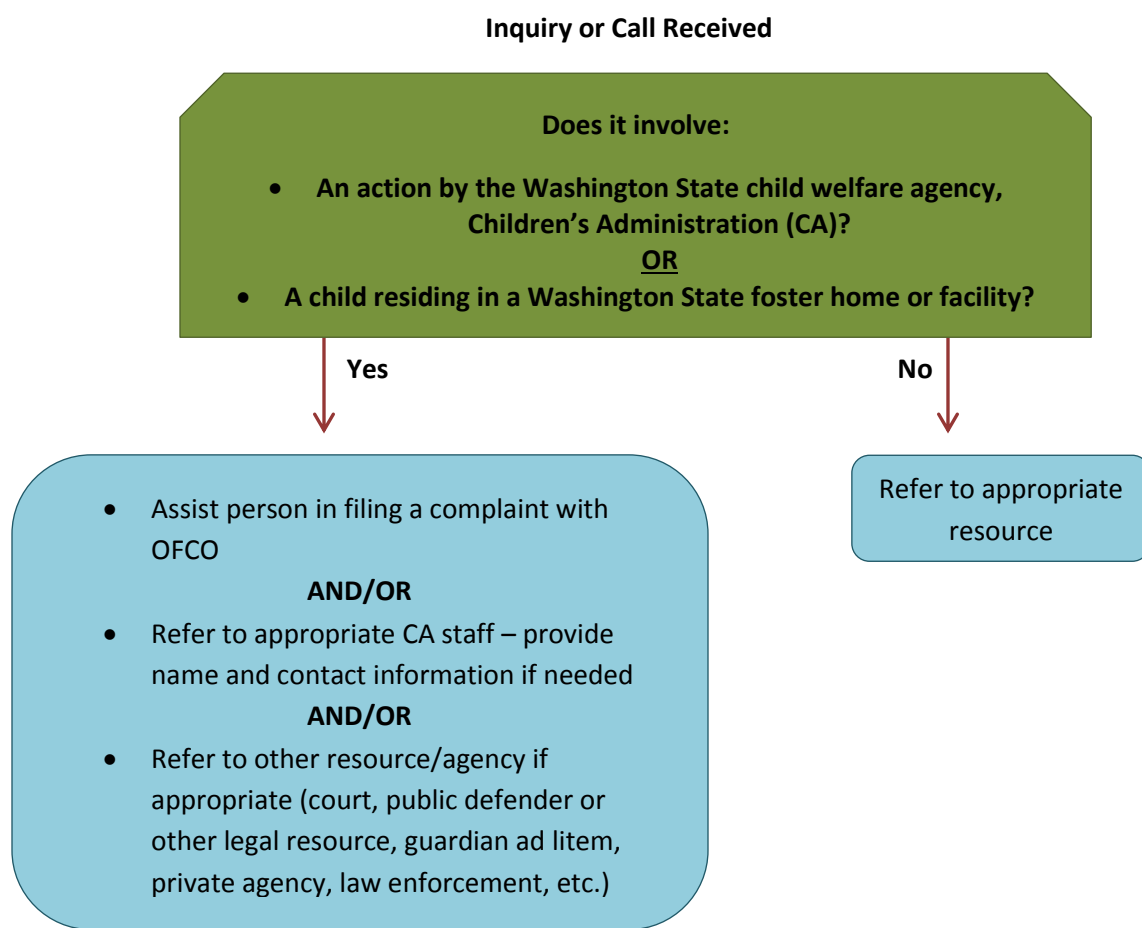 Inquiry or Call Received
Does it involve:
• An action by the Washington State child welfare agency,
Children’s Administration (CA)?
OR
• A child residing in a Washington State foster home or facility?
Yes
No
• Assist person in filing a complaint with
OFCO
AND/OR
• Refer to appropriate CA staff – provide
name and contact information if needed
AND/OR
• Refer to other resource/agency if
appropriate (court, public defender or
other legal resource, guardian ad litem,
private agency, law enforcement, etc.)
Refer to appropriate
resource